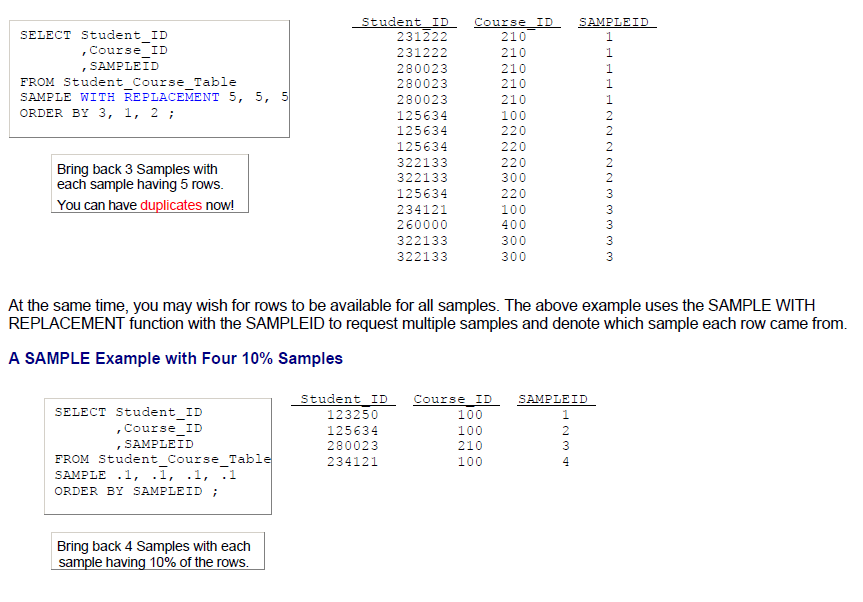 SELECT Student_ID
,Course_ID
,SAMPLEID
FROM Student_Course_Table
SAMPLE WITH REPLACEMENT 5, 5, 5
ORDER BY 3, 1, 2 ;
Bring back 3 Samples with
each sample having 5 rows.
You can have duplicates now!
Student_ID Course_ID SAMPLEID
231222 210 1
231222 210 1
280023 210 1
280023 210 1
280023 210 1
125634 100 2
125634 220 2
125634 220 2
322133 220 2
322133 300 2
125634 220 3
234121 100 3
260000 400 3
322133 300 3
322133 300 3
At the same time, you may wish for rows to be available for all samples. The above example uses the SAMPLE WITH
REPLACEMENT function with the SAMPLEID to request multiple samples and denote which sample each row came from.
A SAMPLE Example with Four 10% Samples
SELECT Student_ID
,Course_ID
,SAMPLEID
FROM Student_Course_Table
SAMPLE .1, .1, .1, .1
ORDER BY SAMPLEID ;
Student_ID Course_ID SAMPLEID
123250 100 1
125634 100 2
280023 210 3
234121 100 4
Bring back 4 Samples with each
sample having 10% of the rows.